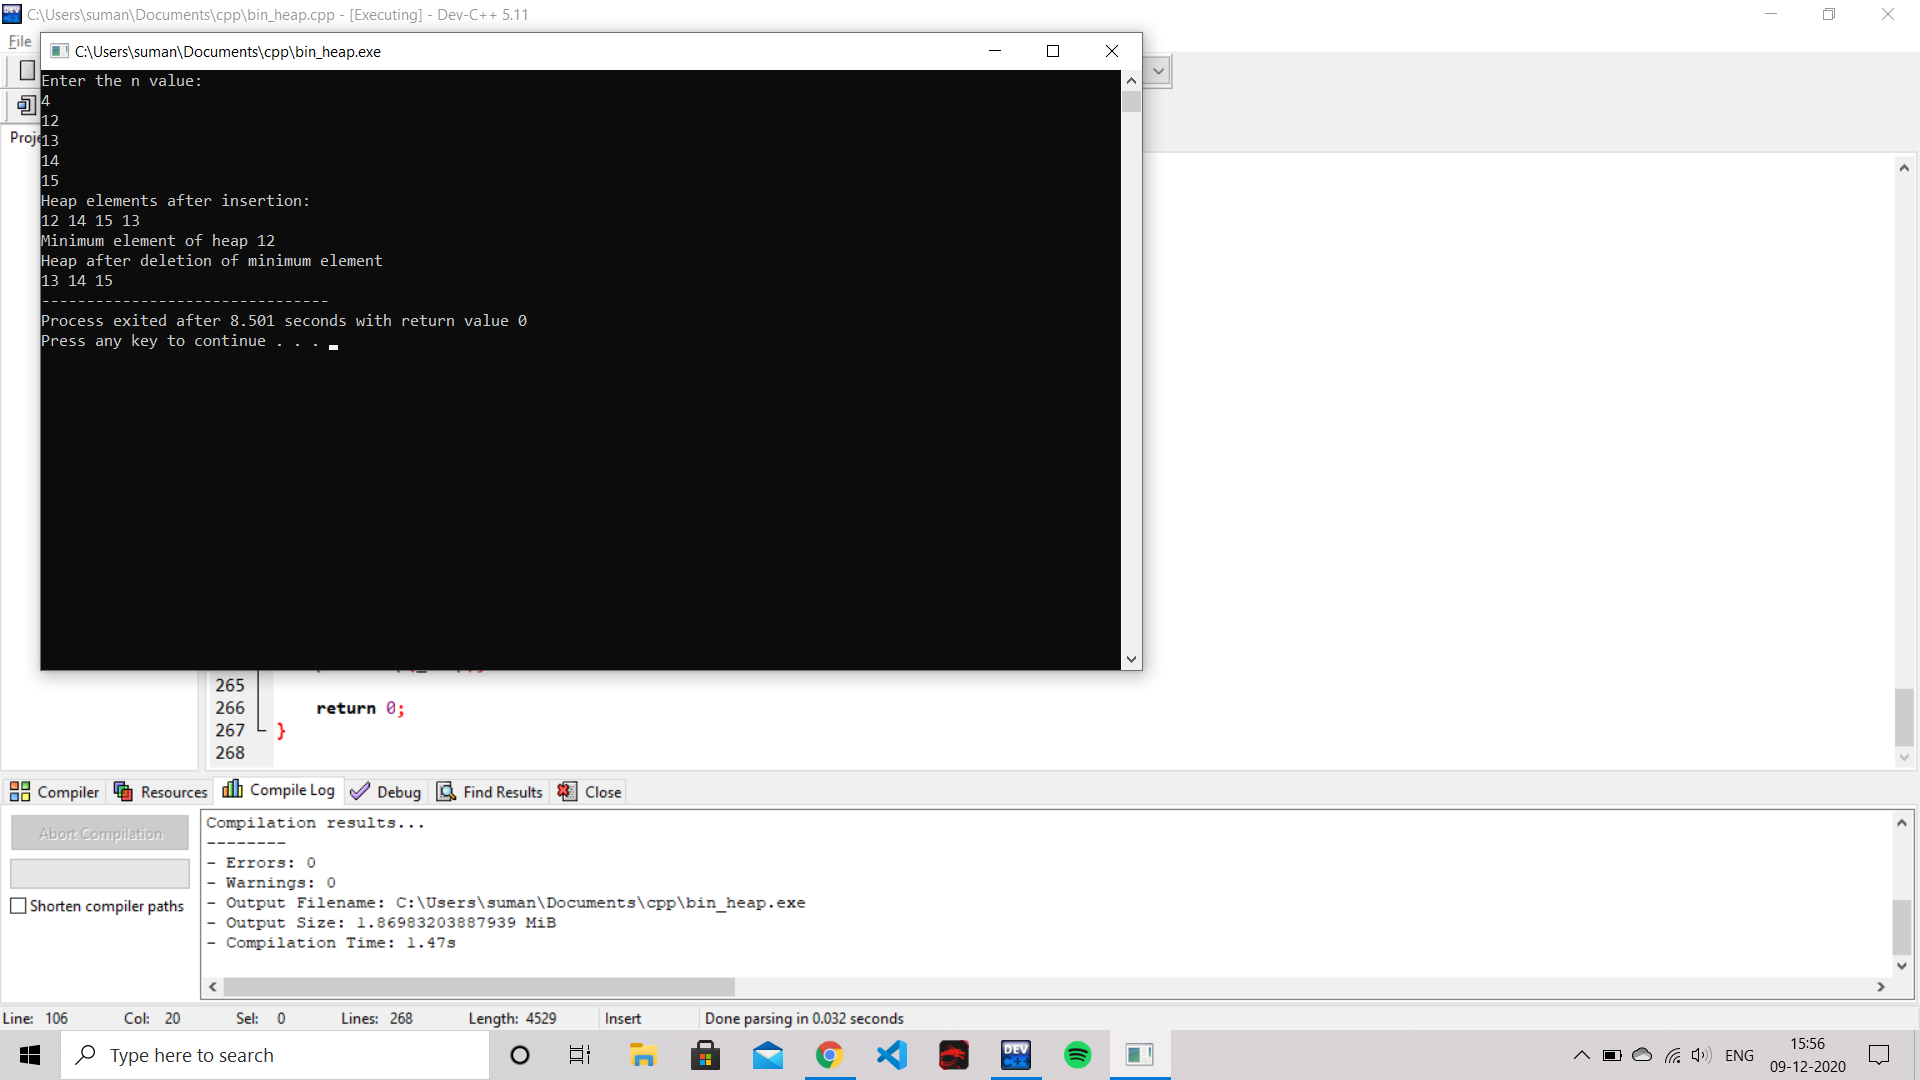 C:\Users\suman\Documents\cpp\bin_heap.cpp - [Executing] - Dev-C++ 5.11
File
C:\Users\suman\Documents\cpp\bin_heap.exe
Enter the n value:
4
12
13
14
15
Heap elements after insertion:
12 14 15 13
Minimum element of heap 12
Heap after deletion of minimum element
13 14 15
--------------------------------
Process exited after 8.501 seconds with return value 0
Press any key to continue . . .
Proje
265
266 return 0;
267 }
268
Compiler Resources Compile Log Debug Find Results Close
Abort Compilation
Shorten compiler paths
Compilation results...
--------
- Errors: 0
- Warnings: 0
- Output Filename: C:\Users\suman\Documents\cpp\bin_heap.exe
- Output Size: 1.86983203887939 MiB
- Compilation Time: 1.47s
Line: 106 Col: 20 Sel: 0 Lines: 268 Length: 4529 Insert Done parsing in 0.032 seconds
Type here to search
DEV C++
ENG
15:56
09-12-2020